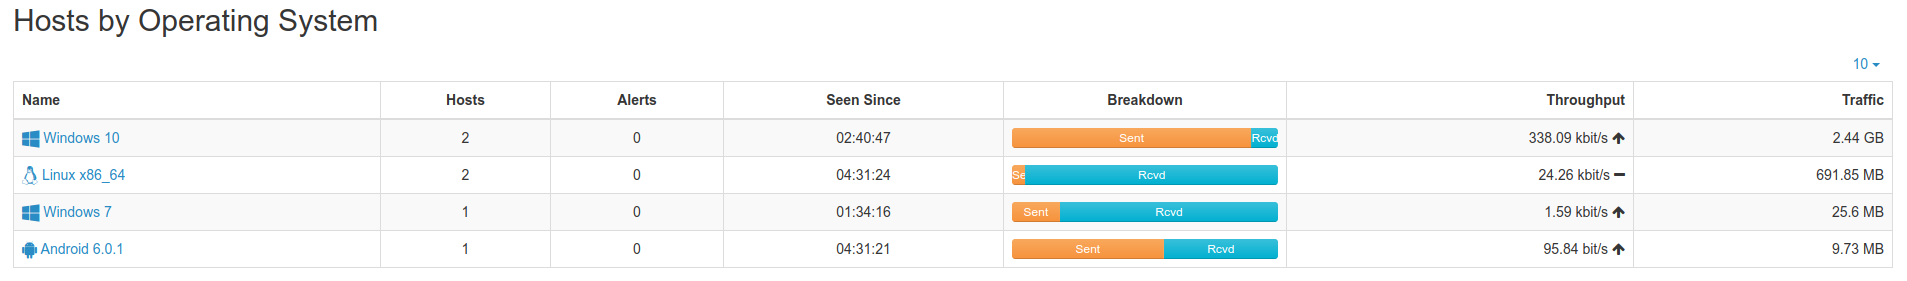 Hosts by Operating System
10
Name Hosts Alerts Seen Since Breakdown Throughput Traffic
Windows 10 2 0 02:40:47 Sent Rcvd 338.09 kbit/s 2.44 GB
Linux x86_64 2 0 04:31:24 Se Rcvd 24.26 kbit/s 691.85 MB
Windows 7 1 0 01:34:16 Sent Rcvd 1.59 kbit/s 25.6 MB
Android 6.0.1 1 0 04:31:21 Sent Rcvd 95.84 bit/s 9.73 MB